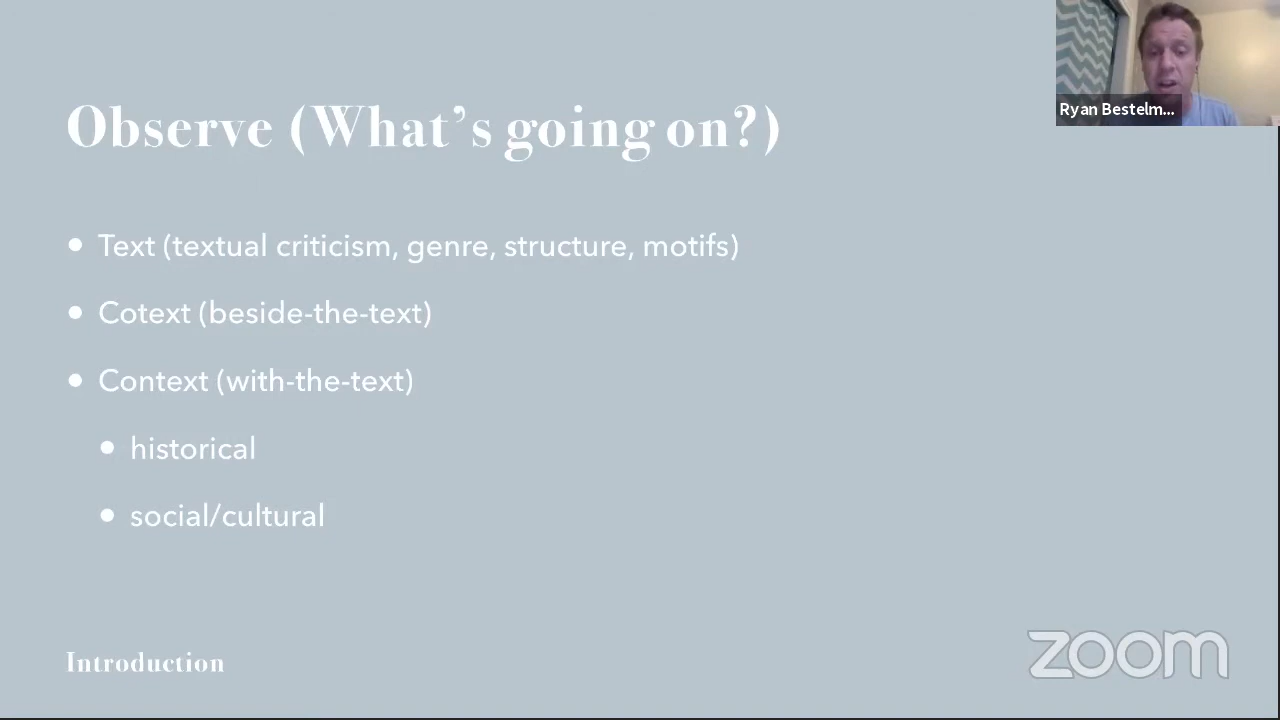 Observe (What’s going on?)
Ryan Bestelm...
• Text (textual criticism, genre, structure, motifs)
• Cotext (beside-the-text)
• Context (with-the-text)
• historical
• social/cultural
Introduction
zoom